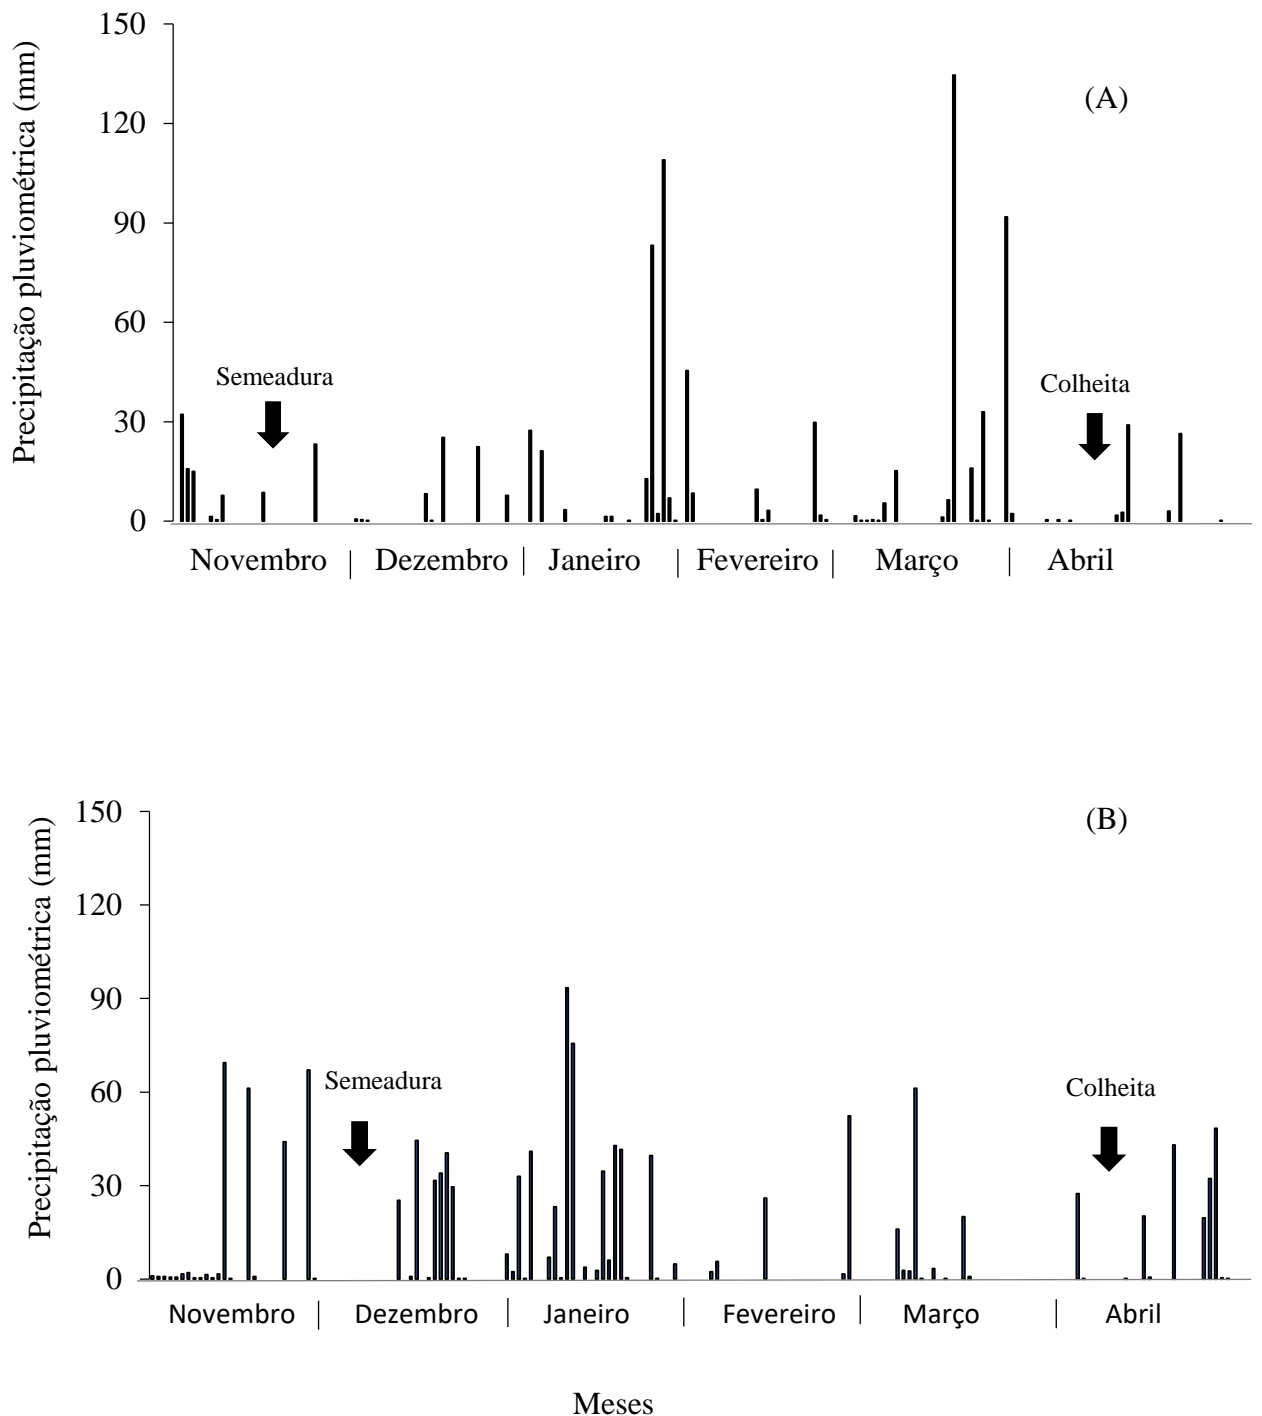 150
(A)
120
90
60
Semeadura
Colheita
30
0
Precipitação pluviométrica (mm)
Novembro | Dezembro | Janeiro | Fevereiro | Março | Abril
150
(B)
120
90
60
Semeadura
Colheita
30
0
Precipitação pluviométrica (mm)
Novembro | Dezembro | Janeiro | Fevereiro | Março | Abril
Meses